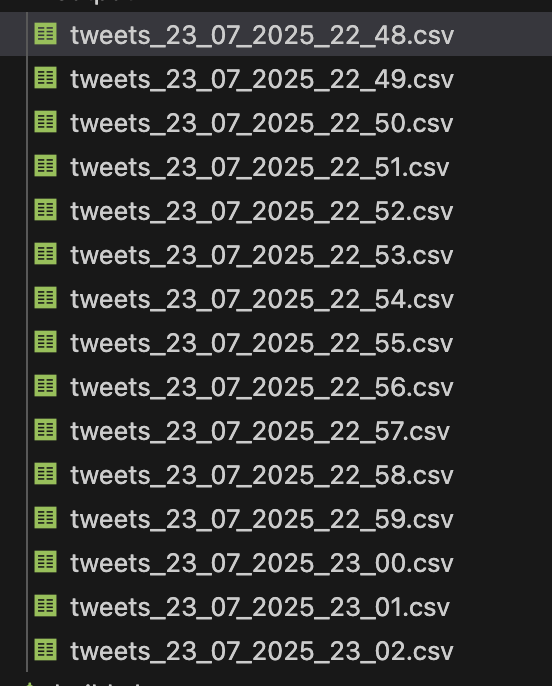 tweets_23_07_2025_22_48.csv
tweets_23_07_2025_22_49.csv
tweets_23_07_2025_22_50.csv
tweets_23_07_2025_22_51.csv
tweets_23_07_2025_22_52.csv
tweets_23_07_2025_22_53.csv
tweets_23_07_2025_22_54.csv
tweets_23_07_2025_22_55.csv
tweets_23_07_2025_22_56.csv
tweets_23_07_2025_22_57.csv
tweets_23_07_2025_22_58.csv
tweets_23_07_2025_22_59.csv
tweets_23_07_2025_23_00.csv
tweets_23_07_2025_23_01.csv
tweets_23_07_2025_23_02.csv